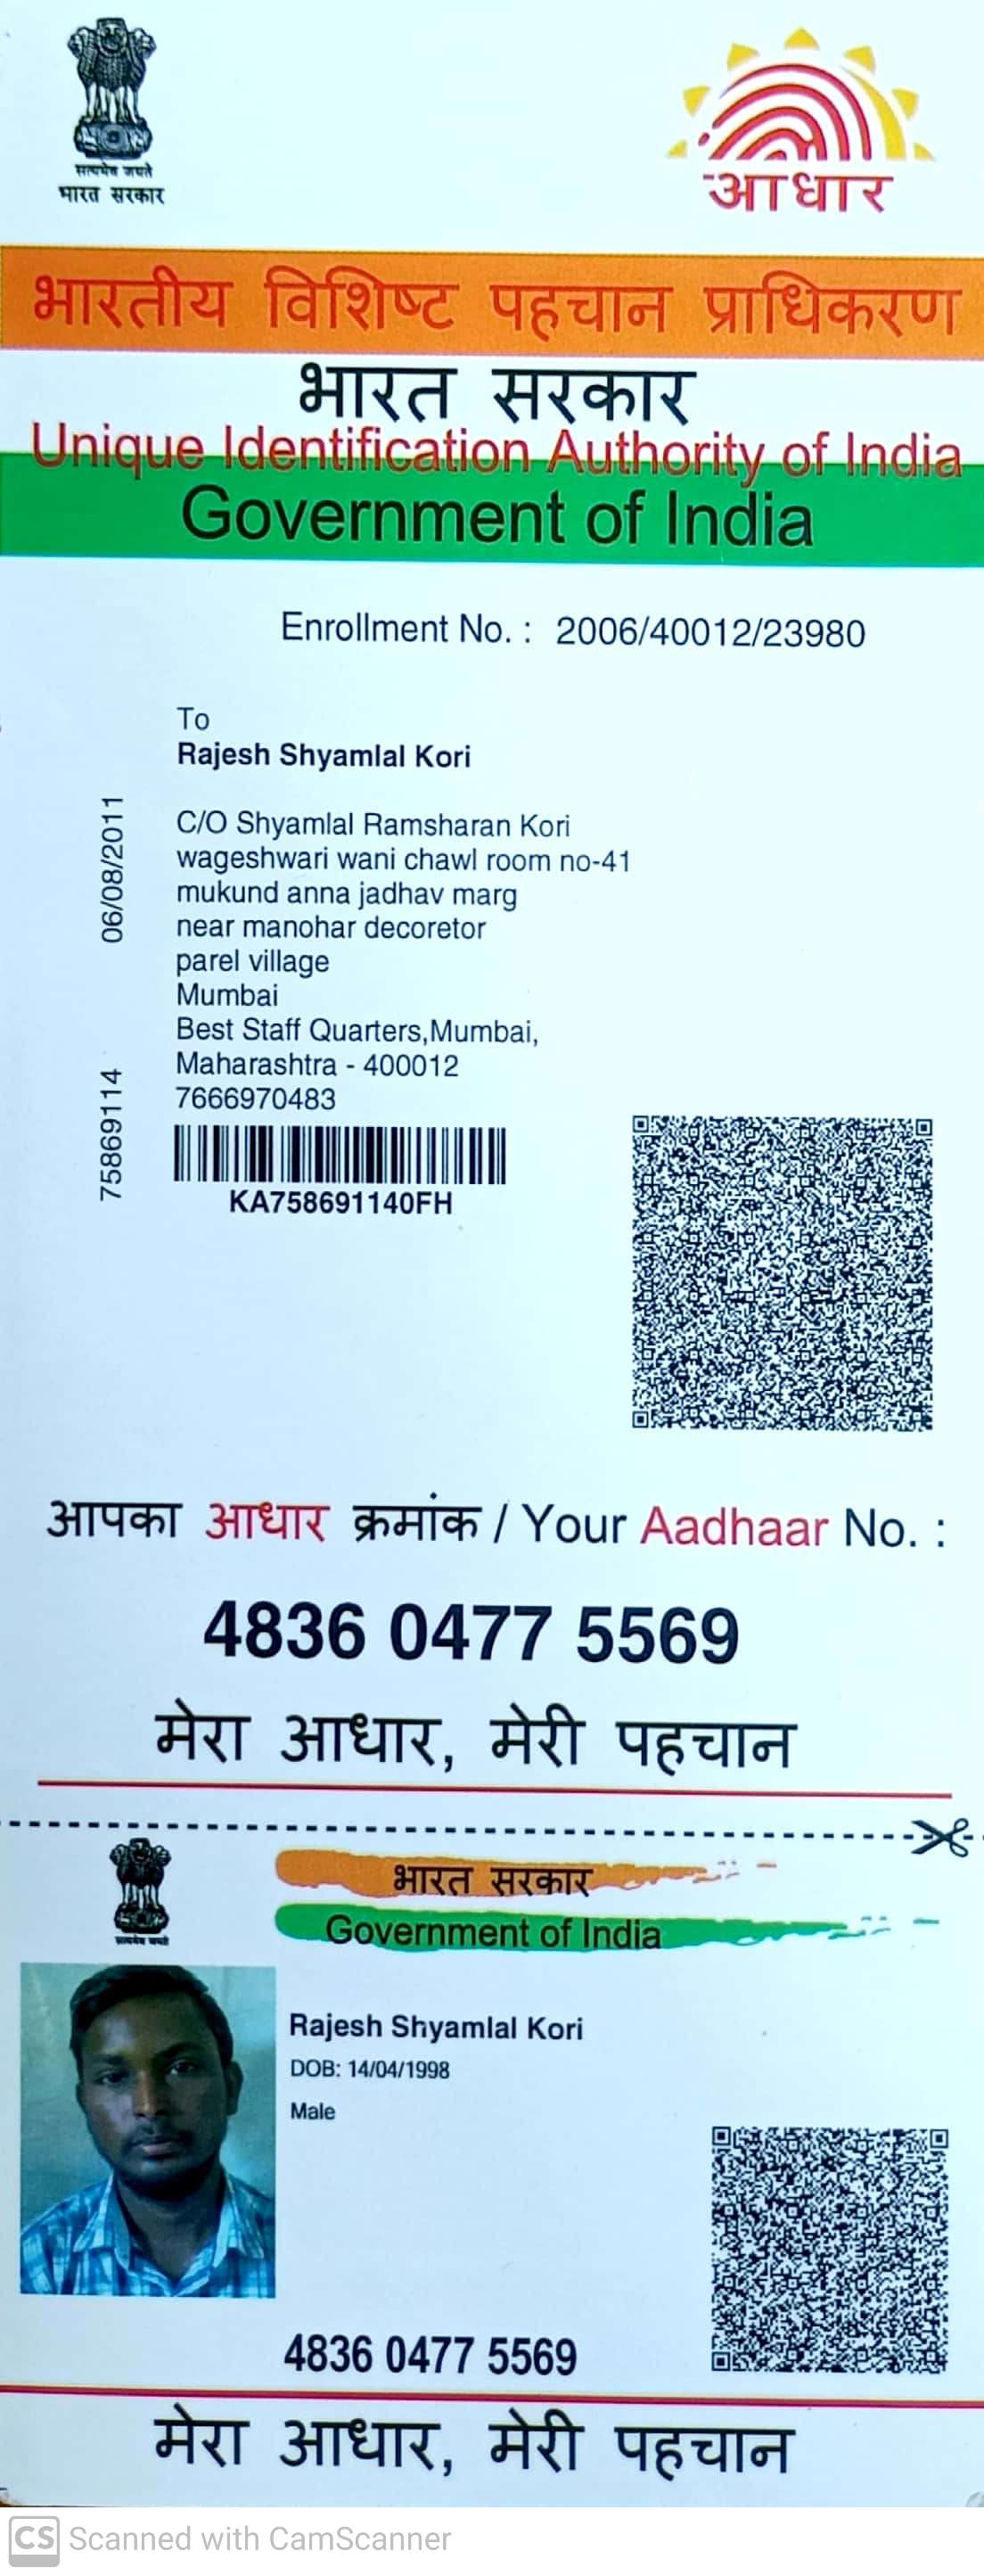 सत्यमेव जयते
भारत सरकार
आधार
भारतीय विशिष्ट पहचान प्राधिकरण
भारत सरकार
Unique Identification Authority of India
Government of India
Enrollment No. : 2006/40012/23980
To
Rajesh Shyamlal Kori
C/O Shyamlal Ramsharan Kori
wageshwari wani chawl room no-41
mukund anna jadhav marg
near manohar decoretor
parel village
Mumbai
Best Staff Quarters,Mumbai,
Maharashtra - 400012
7666970483
06/08/2011
75869114
KA758691140FH
आपका आधार क्रमांक / Your Aadhaar No. :
4836 0477 5569
मेरा आधार, मेरी पहचान
सत्यमेव जयते
भारत सरकार
Government of India
Rajesh Shyamlal Kori
DOB: 14/04/1998
Male
4836 0477 5569
मेरा आधार, मेरी पहचान
CS Scanned with CamScanner